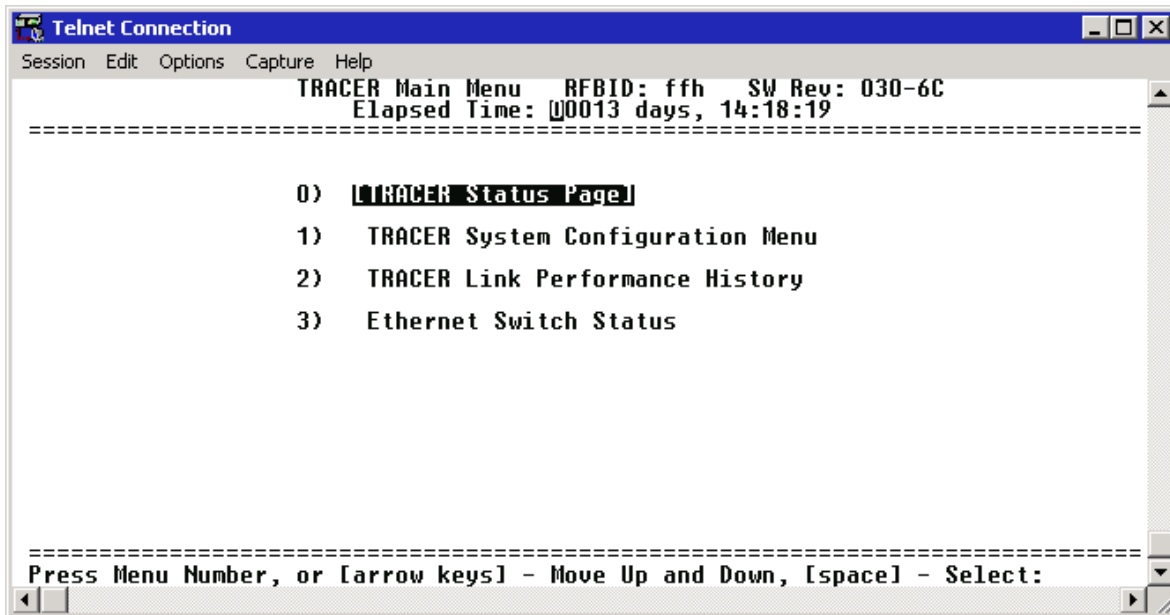 Telnet Connection
Session Edit Options Capture Help
TRACER Main Menu RFBID: ffh SW Rev: 030-6C
Elapsed Time: 00013 days, 14:18:19
================================================================================
0) [TRACER Status Page]
1) TRACER System Configuration Menu
2) TRACER Link Performance History
3) Ethernet Switch Status
================================================================================
Press Menu Number, or [arrow keys] - Move Up and Down, [space] - Select: